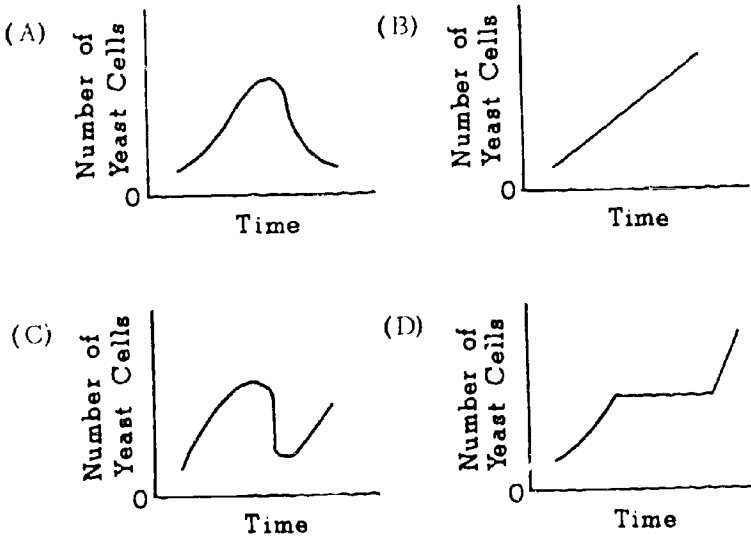 (A)
Number of
Yeast Cells
0
Time
(B)
Number of
Yeast Cells
0
Time
(C)
Number of
Yeast Cells
0
Time
(D)
Number of
Yeast Cells
0
Time